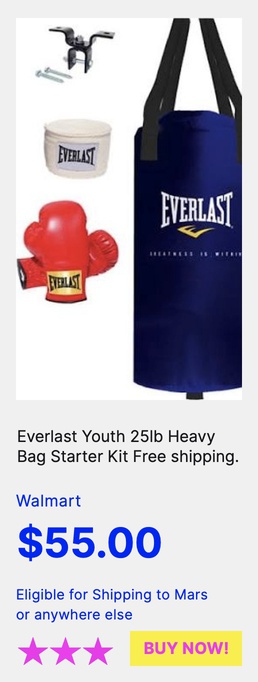 EVERLAST
EVERLAST
EVERLAST
GREATNESS IS WITHIN
Everlast Youth 25lb Heavy
Bag Starter Kit Free shipping.
Walmart
$55.00
Eligible for Shipping to Mars
or anywhere else
BUY NOW!